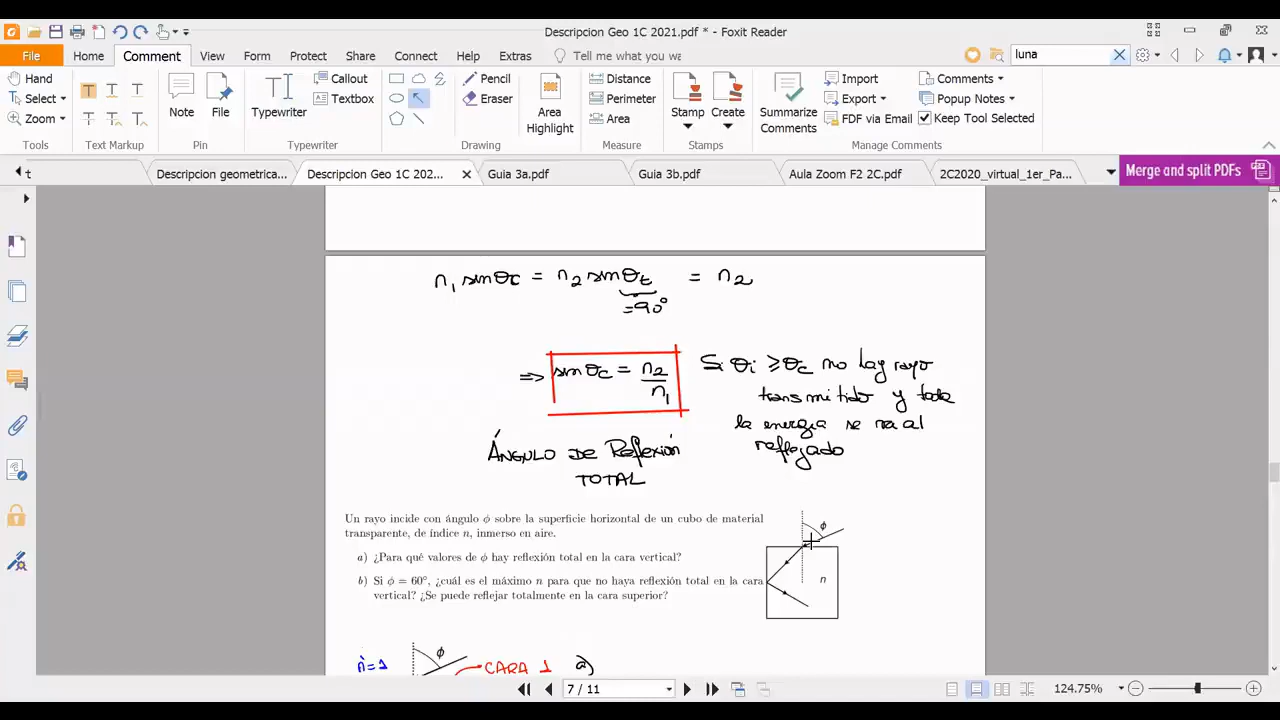 Descripcion Geo 1C 2021.pdf * - Foxit Reader
File Home Comment View Form Protect Share Connect Help Extras Tell me what you wa luna
Hand Select Zoom
Tools
T T T T T T
Text Markup
Note File
Pin
Typewriter Callout Textbox
Typewriter
Pencil Eraser
Drawing
Area Highlight
Distance Perimeter Area
Measure
Stamp Create
Stamps
Summarize Comments
Import Export FDF via Email
Comments Popup Notes Keep Tool Selected
Manage Comments
t Descripcion geometrica... Descripcion Geo 1C 202... Guia 3a.pdf Guia 3b.pdf Aula Zoom F2 2C.pdf 2C2020_virtual_1er_Pa... Merge and split PDFs
n1 sinθc = n2 sinθt = n2
=90°
⇒ sinθc = n2/n1
Si θi ⩾ θc no hay rayo
transmitido y toda
la energía se va al
reflejado
ÁNGULO DE Reflexión
TOTAL
Un rayo incide con ángulo ϕ sobre la superficie horizontal de un cubo de material
transparente, de índice n, inmerso en aire.
a) ¿Para qué valores de ϕ hay reflexión total en la cara vertical?
b) Si ϕ = 60°, ¿cuál es el máximo n para que no haya reflexión total en la cara
vertical? ¿Se puede reflejar totalmente en la cara superior?
ϕ
n
n=1 ϕ CARA 1 a)
7 / 11 124.75%